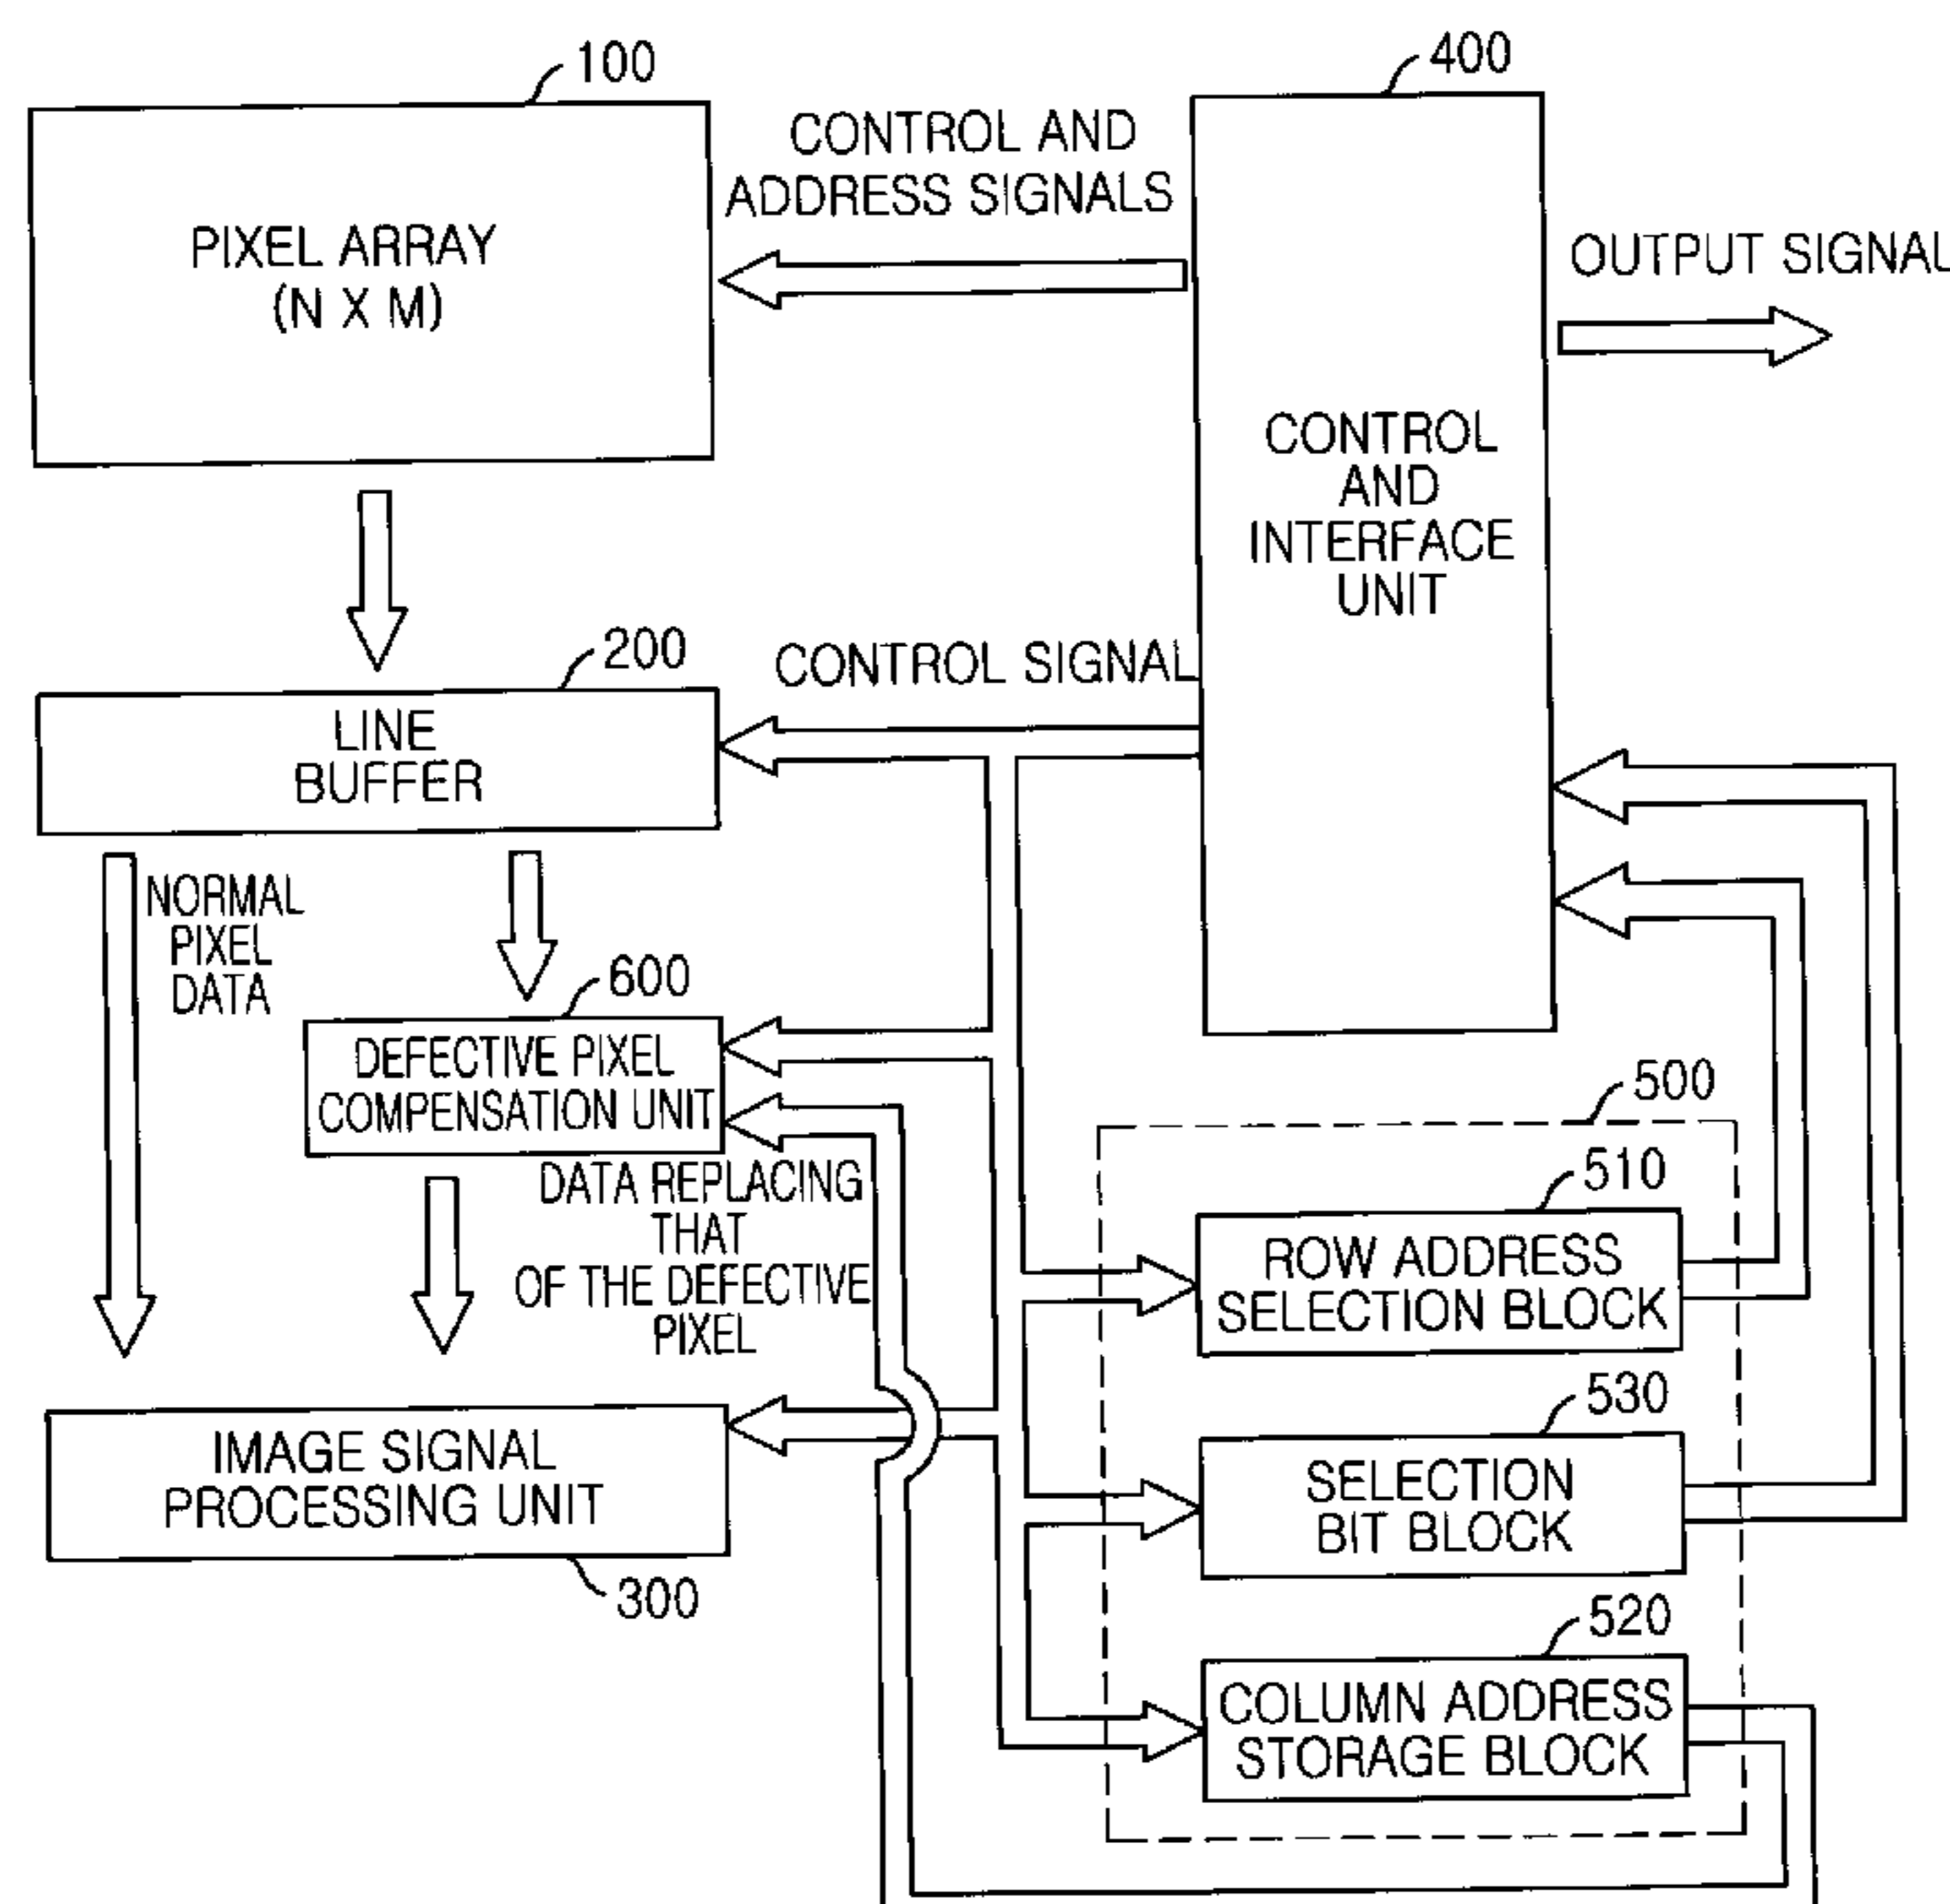 100
400
CONTROL AND
ADDRESS SIGNALS
PIXEL ARRAY
(N X M)
OUTPUT SIGNAL
CONTROL
AND
INTERFACE
UNIT
200
CONTROL SIGNAL
LINE
BUFFER
NORMAL
PIXEL
DATA
600
DEFECTIVE PIXEL
COMPENSATION UNIT
500
DATA REPLACING
THAT
OF THE DEFECTIVE
PIXEL
510
ROW ADDRESS
SELECTION BLOCK
530
IMAGE SIGNAL
PROCESSING UNIT
SELECTION
BIT BLOCK
300
520
COLUMN ADDRESS
STORAGE BLOCK